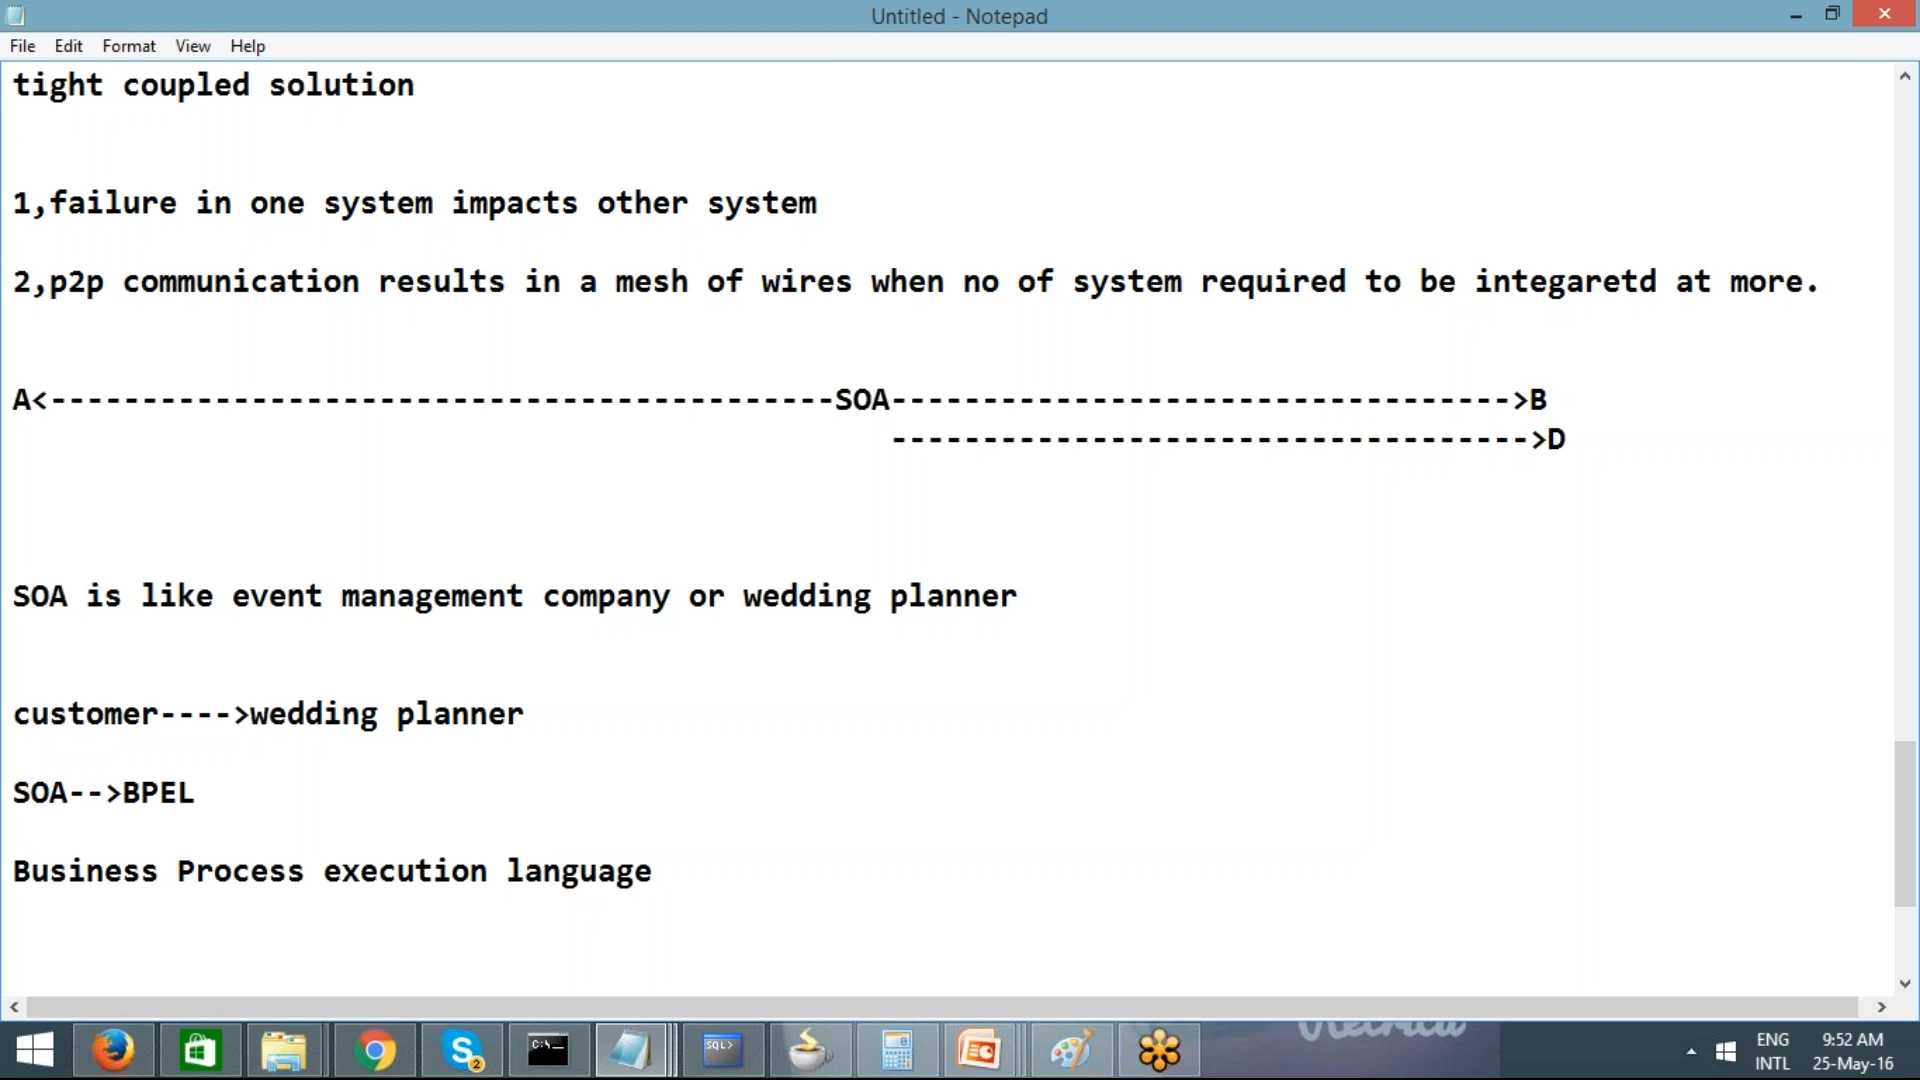 Untitled - Notepad
File Edit Format View Help
tight coupled solution
1,failure in one system impacts other system
2,p2p communication results in a mesh of wires when no of system required to be integaretd at more.
A<-------------------------------------------SOA---------------------------------->B
----------------------------------->D
SOA is like event management company or wedding planner
customer---->wedding planner
SOA-->BPEL
Business Process execution language
ENG 9:52 AM
INTL 25-May-16